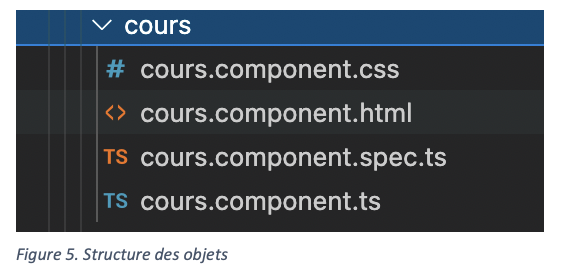 cours
# cours.component.css
<> cours.component.html
TS cours.component.spec.ts
TS cours.component.ts
Figure 5. Structure des objets